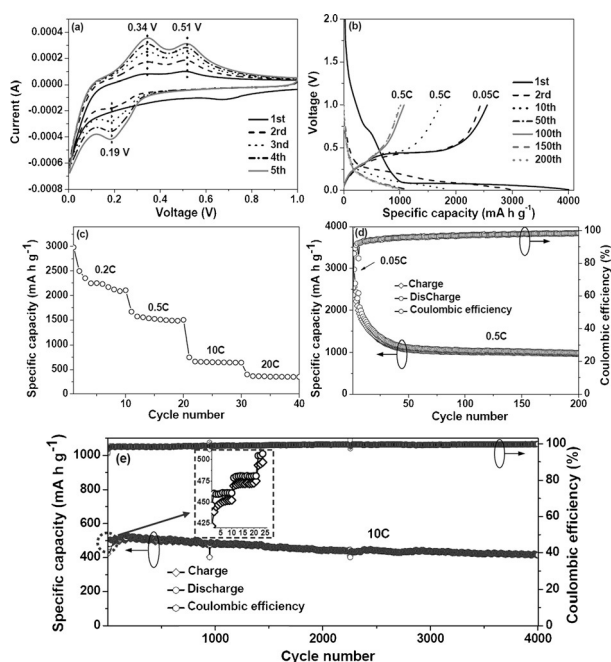 (a)
0.34 V
0.51 V
0.19 V
1st
2rd
3nd
4th
5th
0.0004
0.0002
0.0000
-0.0002
-0.0004
-0.0006
-0.0008
Current (A)
0.0 0.2 0.4 0.6 0.8 1.0
Voltage (V)
(b)
0.5C
0.5C
0.05C
1st
2rd
10th
50th
100th
150th
200th
2.0
1.5
1.0
0.5
0.0
Voltage (V)
0 1000 2000 3000 4000
Specific capacity (mA h g⁻¹)
(c)
0.2C
0.5C
10C
20C
3000
2500
2000
1500
1000
500
0
Specific capacity (mA h g⁻¹)
0 10 20 30 40
Cycle number
(d)
0.05C
Charge
DisCharge
Coulombic efficiency
0.5C
4000
3000
2000
1000
0
Specific capacity (mA h g⁻¹)
100
80
60
40
20
0
Coulombic efficiency (%)
50 100 150 200
Cycle number
(e)
500
475
450
425
5 10 15 20 25
10C
Charge
Discharge
Coulombic efficiency
1000
800
600
400
200
0
Specific capacity (mA h g⁻¹)
100
80
60
40
20
0
Coulombic efficiency (%)
1000 2000 3000 4000
Cycle number